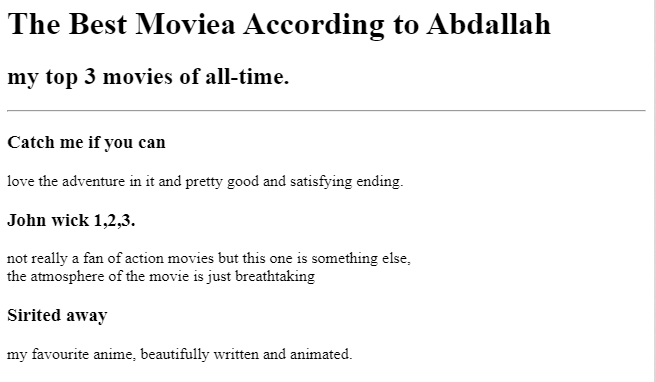 The Best Moviea According to Abdallah
my top 3 movies of all-time.
Catch me if you can
love the adventure in it and pretty good and satisfying ending.
John wick 1,2,3.
not really a fan of action movies but this one is something else,
the atmosphere of the movie is just breathtaking
Sirited away
my favourite anime, beautifully written and animated.